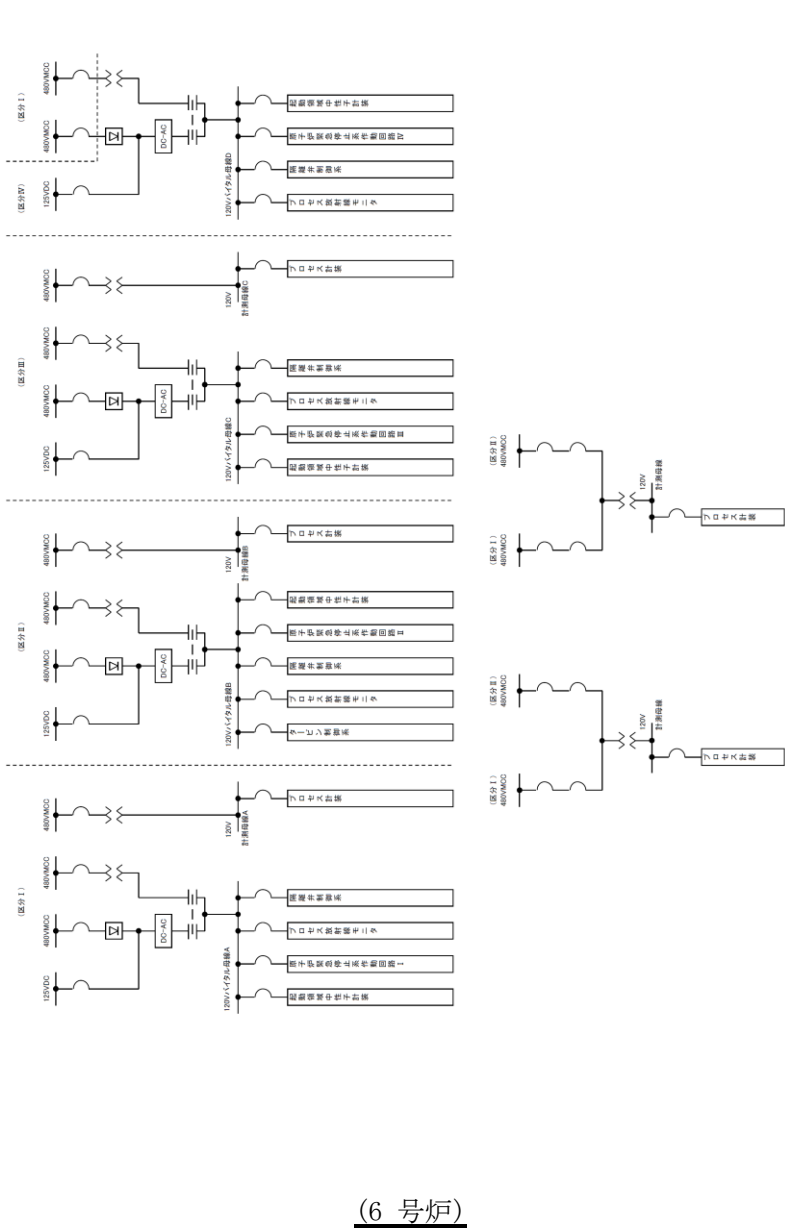 (区分Ⅰ)
480VMCC
480VMCC
(区分Ⅳ)
125VDC
DC-AC
120Vバイタル母線D
起動領域中性子計装
原子炉緊急停止系作動回路Ⅳ
隔離弁制御系
プロセス放射線モニタ
(区分Ⅲ)
480VMCC
480VMCC
480VMCC
125VDC
DC-AC
120V
計測母線C
プロセス計装
120Vバイタル母線C
隔離弁制御系
プロセス放射線モニタ
原子炉緊急停止系作動回路Ⅲ
起動領域中性子計装
(区分Ⅱ)
480VMCC
480VMCC
480VMCC
125VDC
DC-AC
120V
計測母線B
プロセス計装
120Vバイタル母線B
起動領域中性子計装
原子炉緊急停止系作動回路Ⅱ
隔離弁制御系
プロセス放射線モニタ
タービン制御系
(区分Ⅰ)
480VMCC
480VMCC
480VMCC
125VDC
DC-AC
120V
計測母線A
プロセス計装
120Vバイタル母線A
隔離弁制御系
プロセス放射線モニタ
原子炉緊急停止系作動回路Ⅰ
起動領域中性子計装
(区分Ⅱ)
480VMCC
(区分Ⅰ)
480VMCC
120V
計測母線
プロセス計装
(区分Ⅱ)
480VMCC
(区分Ⅰ)
480VMCC
120V
計測母線
プロセス計装
(6 号炉)